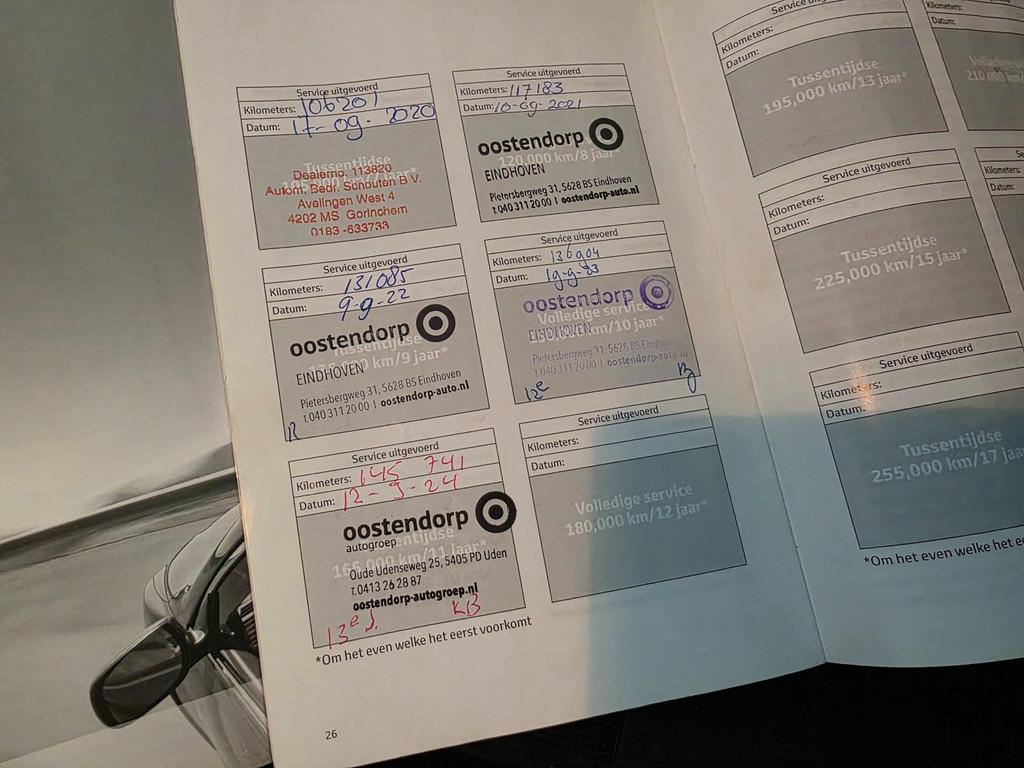 Service uitgevoerd
Kilometers: 106201
Datum: 17-09-2020
Tussentijdse
Dealerno. 113820
Autom. Bedr. Schouten B.V.
Avelingen West 4
4202 MS Gorinchem
0183-633733
Service uitgevoerd
Kilometers: 117183
Datum: 10-09-2021
oostendorp
120,000 km/8 jaar*
EINDHOVEN
Pietersbergweg 31, 5628 BS Eindhoven
T. 040 311 20 00 | oostendorp-auto.nl
Service uitgevoerd
Kilometers: 131085
Datum: 9-9-22
oostendorp
Tussentijdse
EINDHOVEN
km/9 jaar*
Pietersbergweg 31, 5628 BS Eindhoven
T. 040 311 20 00 | oostendorp-auto.nl
R
Service uitgevoerd
Kilometers: 136904
Datum: 19-9-23
oostendorp
Volledige service
EINDHOVEN
km/10 jaar*
Pietersbergweg 31, 5628 BS Eindhoven
T. 040 311 20 00 | oostendorp-auto
12e
Service uitgevoerd
Kilometers: 145 741
Datum: 12-9-24
oostendorp
autogroep
Tussentijdse
165,000 km/11 jaar*
Oude Udenseweg 25, 5405 PD Uden
T. 0413 26 28 87
oostendorp-autogroep.nl
13e
KB
Service uitgevoerd
Kilometers:
Datum:
Volledige service
180,000 km/12 jaar*
*Om het even welke het eerst voorkomt
26
Service
Kilometers:
Datum:
Tussentijdse
195,000 km/13 jaar*
Kilometers:
Datum:
210,000
Service uitgevoerd
Kilometers:
Datum:
Tussentijdse
225,000 km/15 jaar*
Kilometers:
Datum:
Service uitgevoerd
Kilometers:
Datum:
Tussentijdse
255,000 km/17 jaar
*Om het even welke het